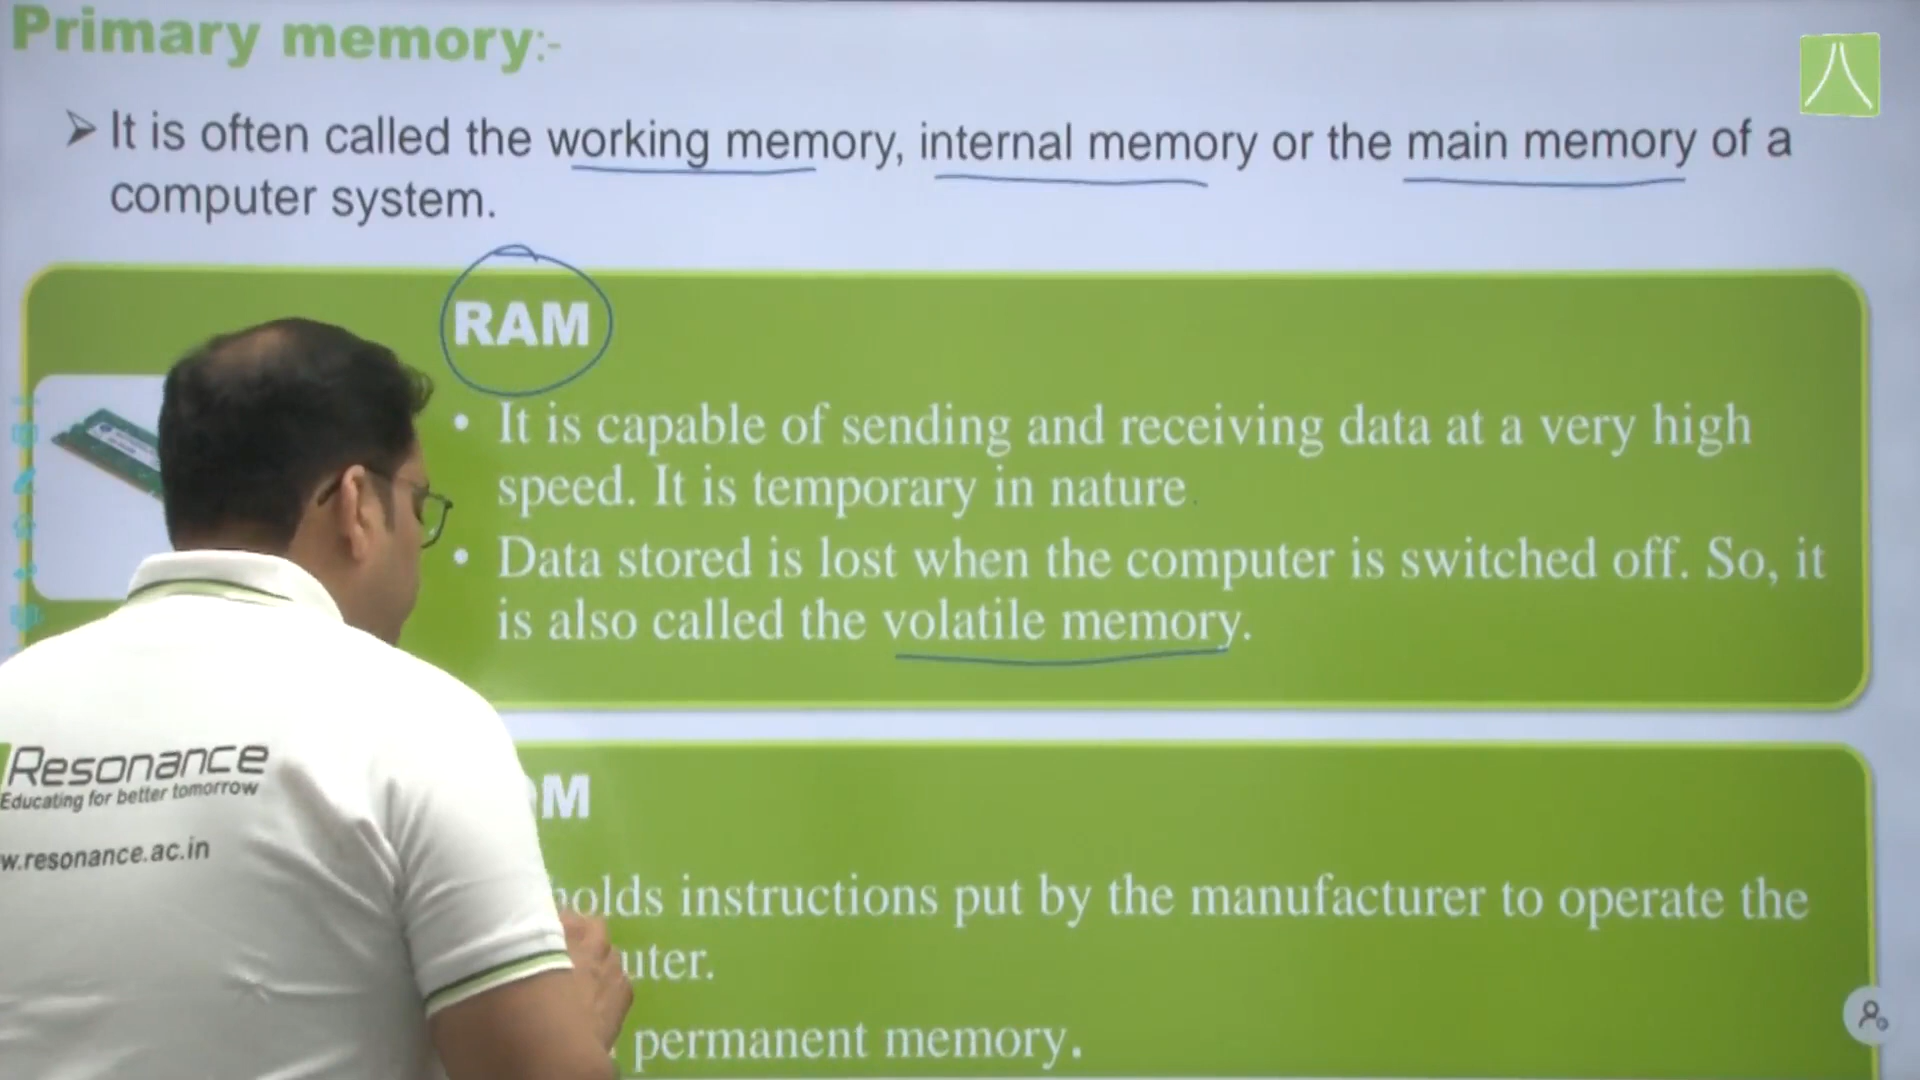 Primary memory:-
➤ It is often called the working memory, internal memory or the main memory of a
computer system.
RAM
• It is capable of sending and receiving data at a very high
speed. It is temporary in nature
• Data stored is lost when the computer is switched off. So, it
is also called the volatile memory.
Resonance
Educating for better tomorrow
w.resonance.ac.in
OM
holds instructions put by the manufacturer to operate the
uter.
permanent memory.